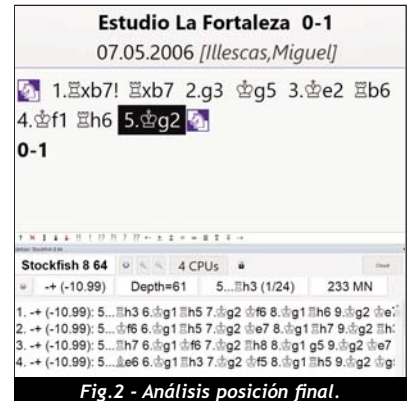 Estudio La Fortaleza 0-1
07.05.2006 [Illescas,Miguel]
1.♖xb7! ♖xb7 2.g3 ♔g5 3.♔e2 ♖b6
4.♔f1 ♖h6 5.♔g2
0-1
Stockfish 8 64 4 CPUs
-+ (-10.99) Depth=61 5...♖h3 (1/24) 233 MN
1. -+ (-10.99): 5...♖h3 6.♔g1 ♖h5 7.♔g2 ♔f6 8.♔g1 ♖h6 9.♔g2 ♔e
2. -+ (-10.99): 5...♔f6 6.♔g1 ♖h5 7.♔g2 ♔e7 8.♔g1 ♖h7 9.♔g2 ♖h
3. -+ (-10.99): 5...♖h7 6.♔g1 ♔f6 7.♔g2 ♖h8 8.♔g1 g5 9.♔g2 ♔e7
4. -+ (-10.99): 5...♗e6 6.♔g1 ♖h3 7.♔g2 ♔f5 8.♔g1 ♖h5 9.♔g2 ♔g
Fig.2 - Análisis posición final.